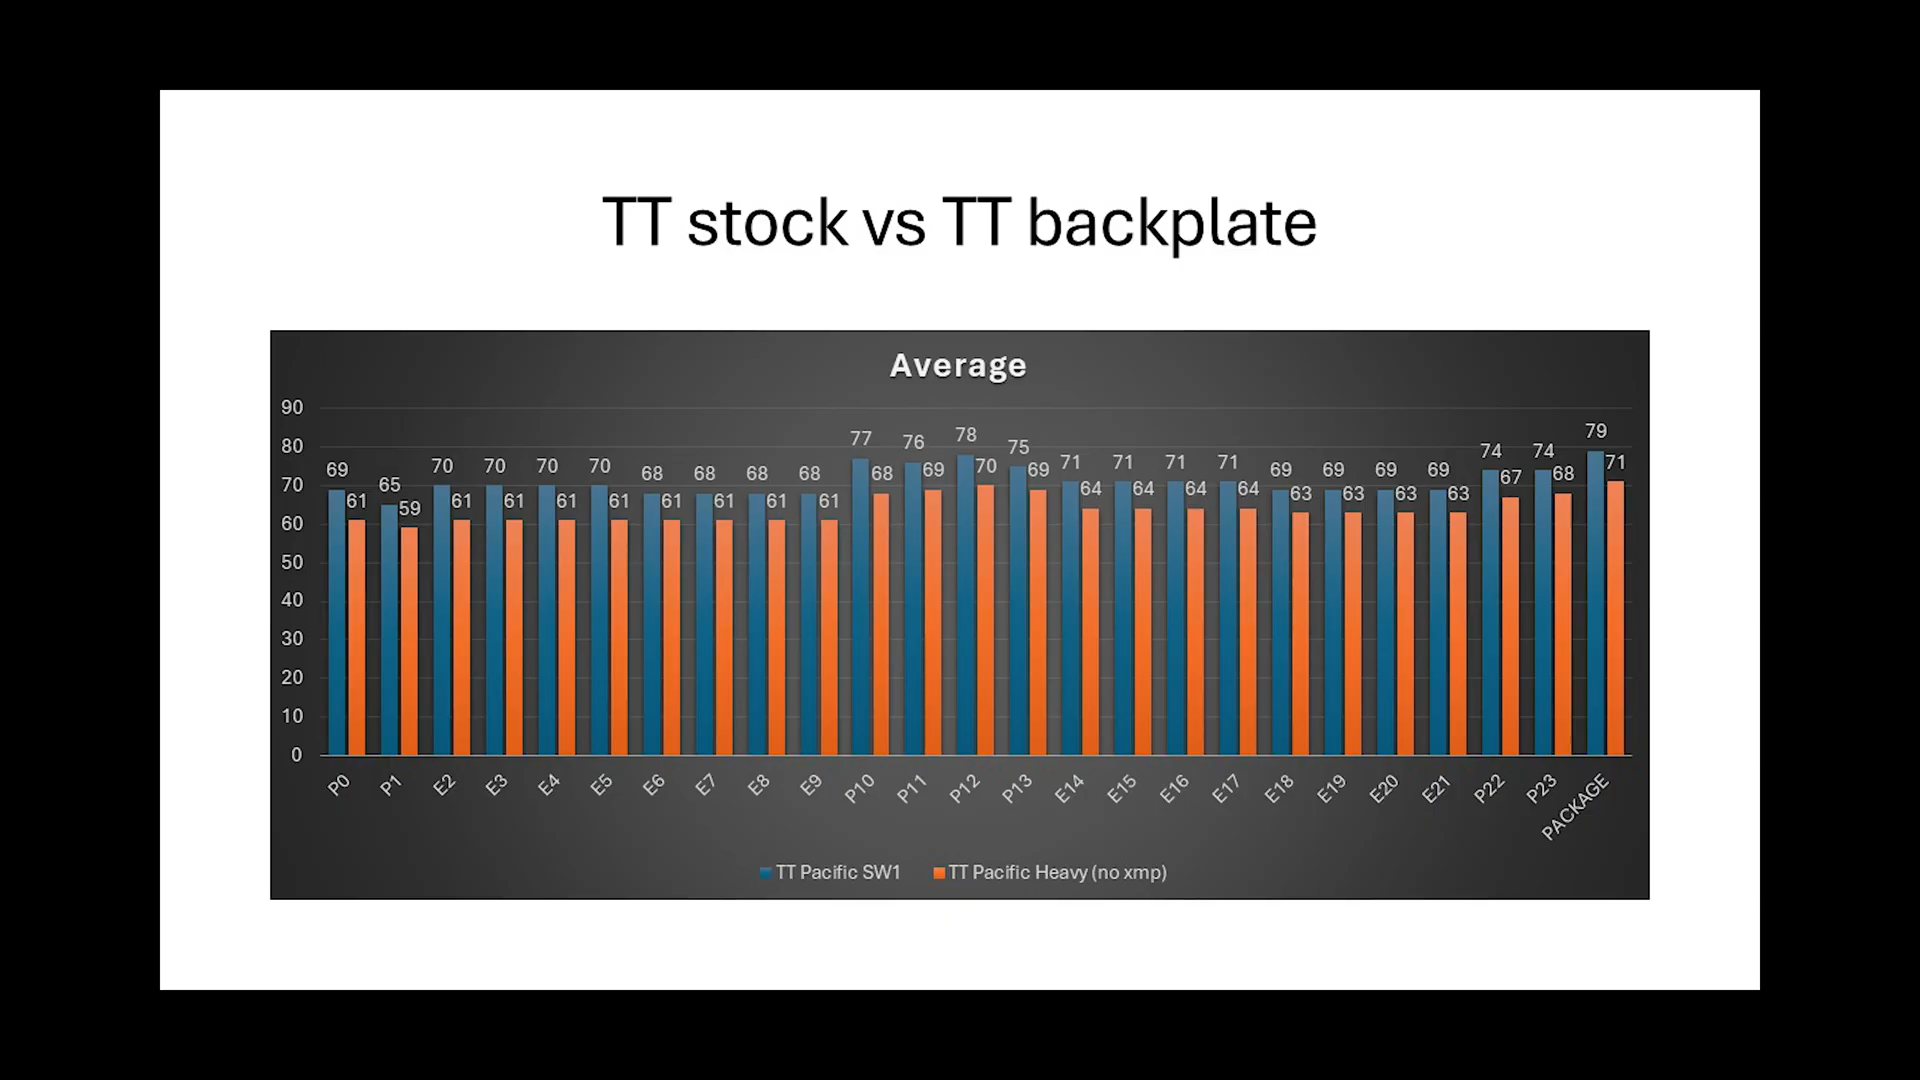 TT stock vs TT backplate
Average
90
80
70
60
50
40
30
20
10
0
69 61 65 59 70 61 70 61 70 61 70 61 68 61 68 61 68 61 68 61 77 68 76 69 78 70 75 69 71 64 71 64 71 64 71 64 69 63 69 63 69 63 69 63 74 67 74 68 79 71
P0 P1 E2 E3 E4 E5 E6 E7 E8 E9 P10 P11 P12 P13 E14 E15 E16 E17 E18 E19 E20 E21 P22 P23 PACKAGE
TT Pacific SW1 TT Pacific Heavy (no xmp)